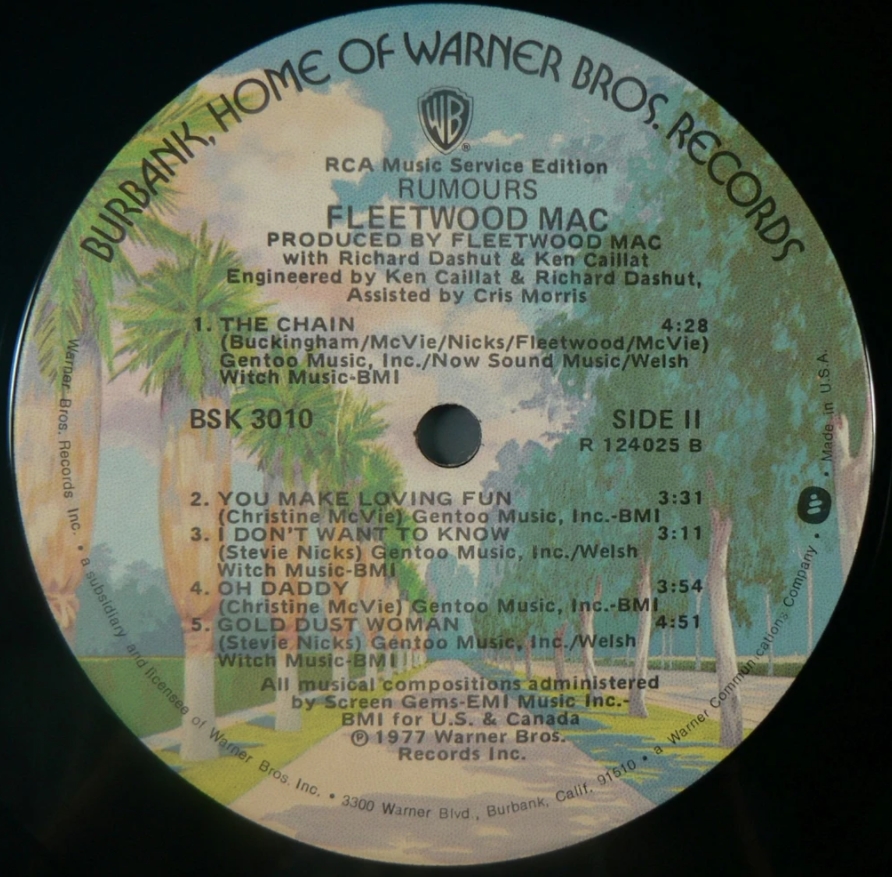 BURBANK, HOME OF WARNER BROS. RECORDS
WB
®
RCA Music Service Edition
RUMOURS
FLEETWOOD MAC
PRODUCED BY FLEETWOOD MAC
with Richard Dashut & Ken Caillat
Engineered by Ken Caillat & Richard Dashut,
Assisted by Cris Morris
1. THE CHAIN 4:28
(Buckingham/McVie/Nicks/Fleetwood/McVie)
Gentoo Music, Inc./Now Sound Music/Welsh
Witch Music-BMI
BSK 3010 SIDE II
R 124025 B
2. YOU MAKE LOVING FUN 3:31
(Christine McVie) Gentoo Music, Inc.-BMI
3. I DON'T WANT TO KNOW 3:11
(Stevie Nicks) Gentoo Music, Inc./Welsh
Witch Music-BMI
4. OH DADDY 3:54
(Christine McVie) Gentoo Music, Inc.-BMI
5. GOLD DUST WOMAN 4:51
(Stevie Nicks) Gentoo Music, Inc./Welsh
Witch Music-BMI
All musical compositions administered
by Screen Gems-EMI Music Inc.-
BMI for U.S. & Canada
℗ 1977 Warner Bros.
Records Inc.
Warner Bros. Records Inc. • a subsidiary and licensee of Warner Bros. Inc. • 3300 Warner Blvd., Burbank, Calif. 91510 • a Warner Communications Company • Made in U.S.A.